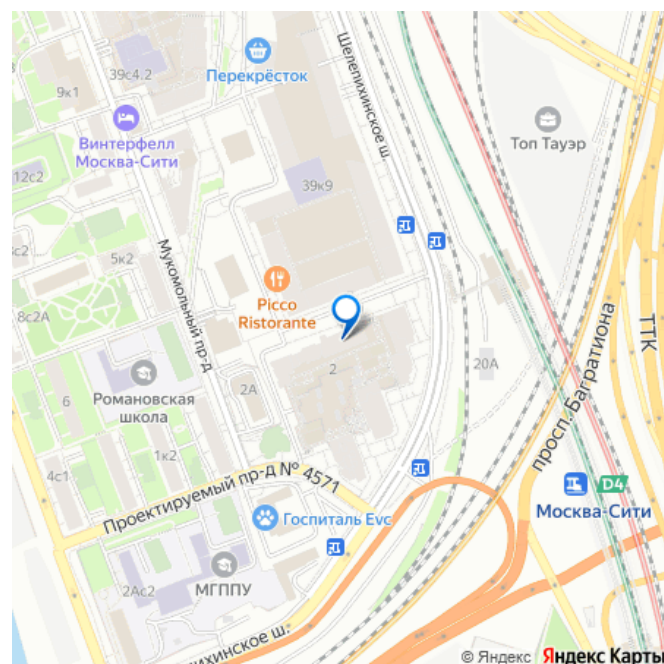 39с4.2
Перекрёсток
9к1
Шелепихинское ш.
Топ Тауэр
Винтерфелл
Москва-Сити
12с2
39к9
Мукомольный пр-д
5к2
Picco
Ristorante
8с2А
ТТК
просп. Багратиона
Романовская
школа
2А
2
20А
6
1к2
4с1
Проектируемый пр-д № 4571
D4
Москва-Сити
Госпиталь Evc
МГППУ
2Ас2
лепихинское ш.
© Яндекс Яндекс Карты